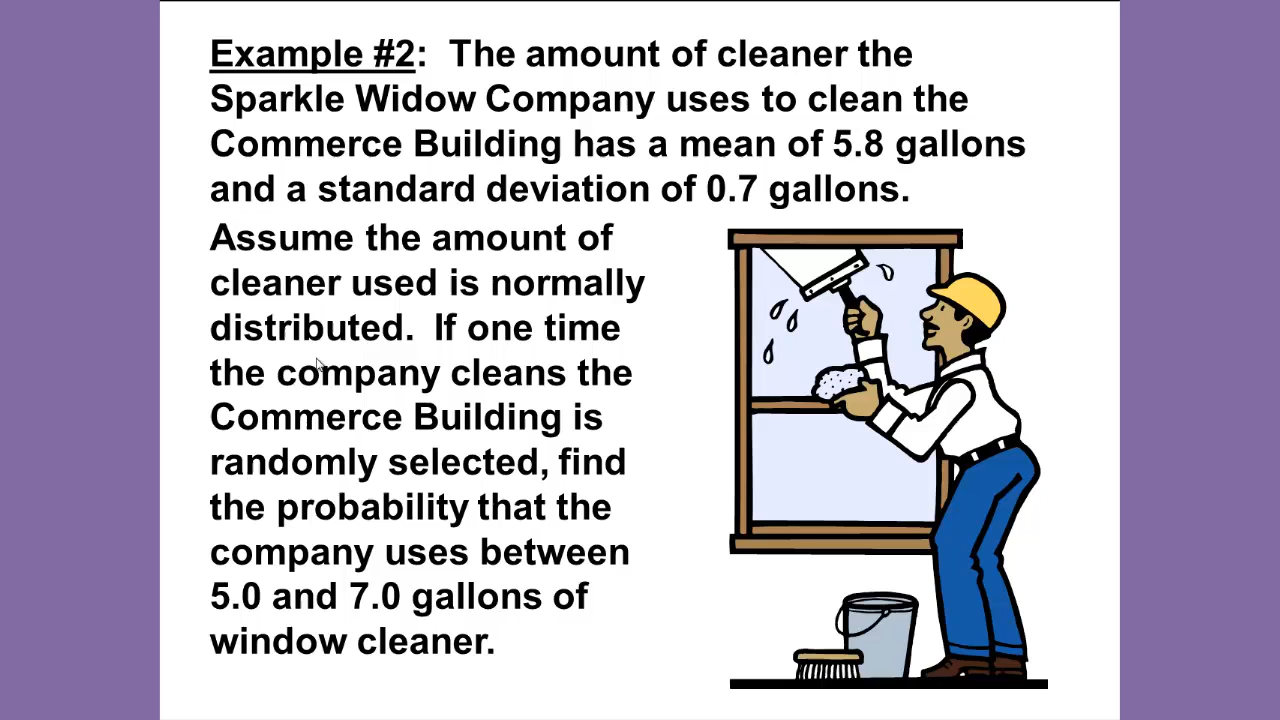 Example #2:  The amount of cleaner the
Sparkle Widow Company uses to clean the
Commerce Building has a mean of 5.8 gallons
and a standard deviation of 0.7 gallons.
Assume the amount of
cleaner used is normally
distributed.  If one time
the company cleans the
Commerce Building is
randomly selected, find
the probability that the
company uses between
5.0 and 7.0 gallons of
window cleaner.